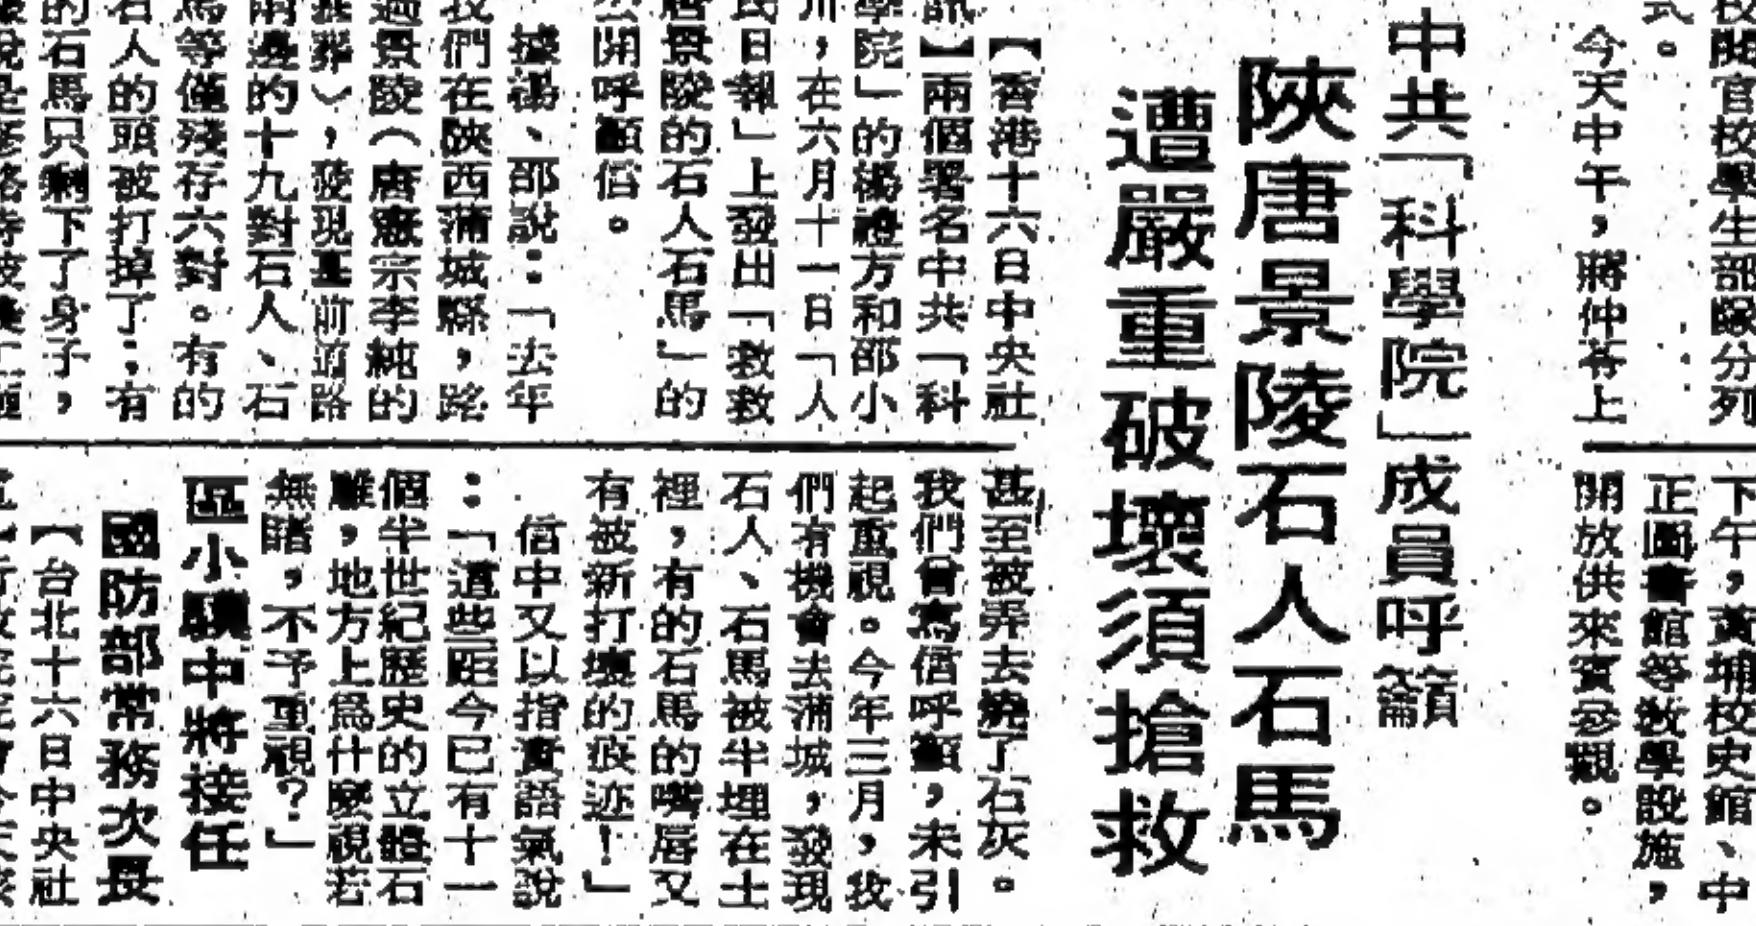 校閱官校學生部隊分列
式。
今天中午，蔣仲苓上
下午，黃埔校史館、中
正圖書館等教學設施，
開放供來賓參觀。
中共「科學院」成員呼籲
陝唐景陵石人石馬
遭嚴重破壞須搶救
【香港十六日中央社
訊】兩個署名中共「科
學院」的楊禮方和邵小
川，在六月十一日「人
民日報」上發出「救救
唐景陵的石人石馬」的
公開呼籲信。
據楊、邵說：「去年
我們在陝西蒲城縣，路
過景陵（唐憲宗李純的
葬），發現墓前道路
兩邊的十九對石人、石
馬等僅殘存六對。有的
石人的頭被打掉了；有
的石馬只剩下了身子，
甚至被弄去燒了石灰。
我們曾寫信呼籲，未引
起重視。今年三月，我
們有機會去蒲城，發現
石人、石馬被半埋在土
裡，有的石馬的嘴唇又
有被新打壞的痕迹！」
信中又以指責語氣說
：「這些距今已有十一
個半世紀歷史的立體石
雕，地方上爲什麼視若
無睹，不予重視？」
區小驥中將接任
國防部常務次長
【台北十六日中央社